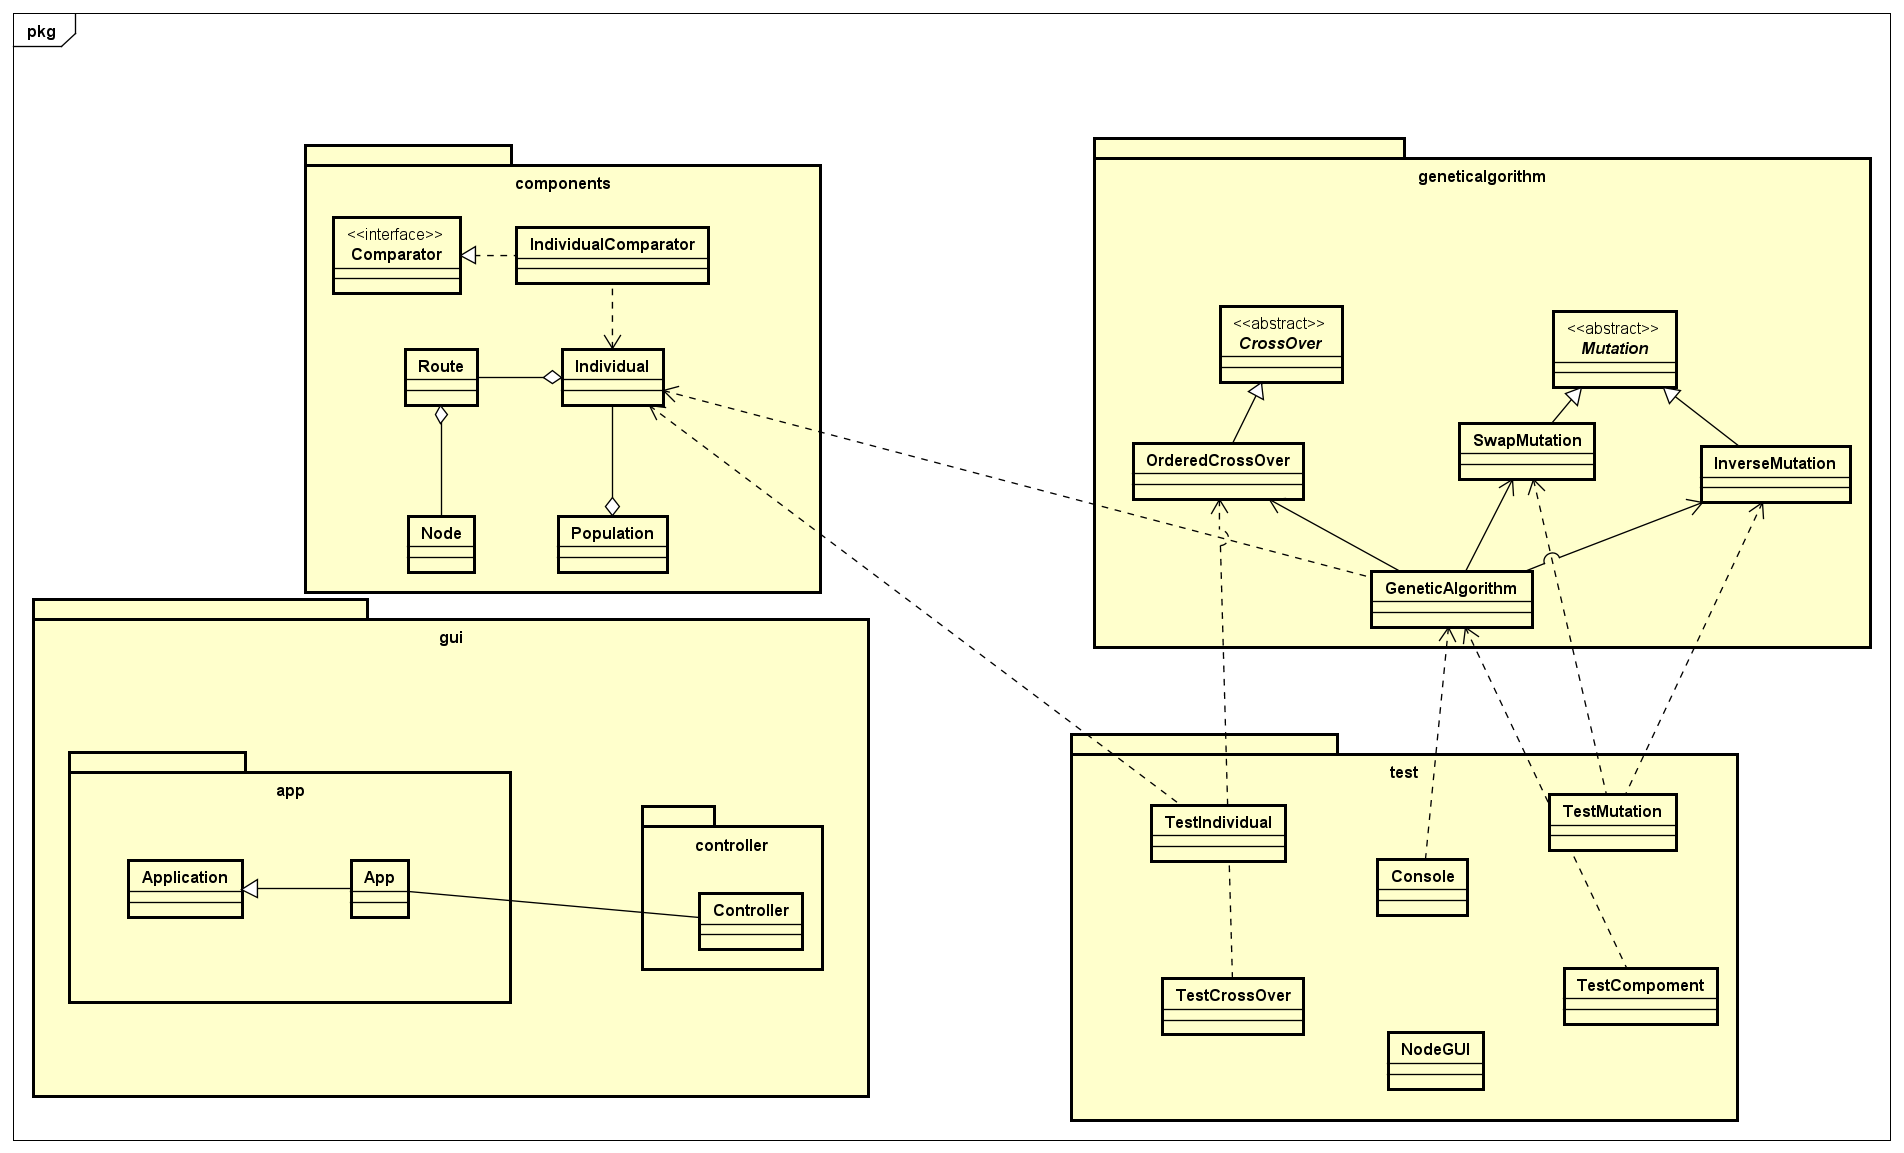 pkg
components
<<interface>>
Comparator
IndividualComparator
Route
Individual
Node
Population
geneticalgorithm
<<abstract>>
CrossOver
<<abstract>>
Mutation
OrderedCrossOver
SwapMutation
InverseMutation
GeneticAlgorithm
gui
app
Application
App
controller
Controller
test
TestIndividual
TestMutation
Console
TestCrossOver
TestCompoment
NodeGUI